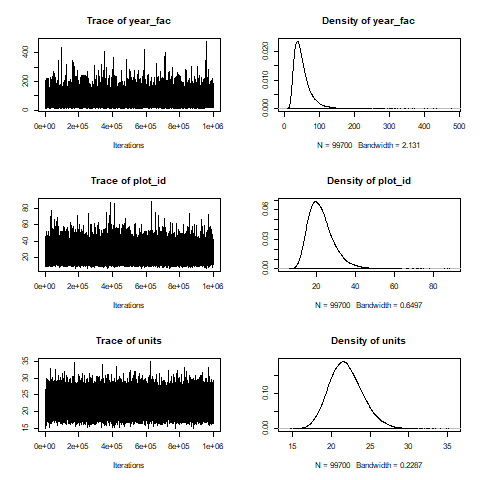 Trace of year_fac
Density of year_fac
0 200 400
0e+00 2e+05 4e+05 6e+05 8e+05 1e+06
Iterations
0.000 0.010 0.020
0 100 200 300 400 500
N = 99700 Bandwidth = 2.131
Trace of plot_id
Density of plot_id
20 40 60 80
0e+00 2e+05 4e+05 6e+05 8e+05 1e+06
Iterations
0.00 0.03 0.06
20 40 60 80
N = 99700 Bandwidth = 0.6497
Trace of units
Density of units
15 20 25 30 35
0e+00 2e+05 4e+05 6e+05 8e+05 1e+06
Iterations
0.00 0.10
15 20 25 30 35
N = 99700 Bandwidth = 0.2287